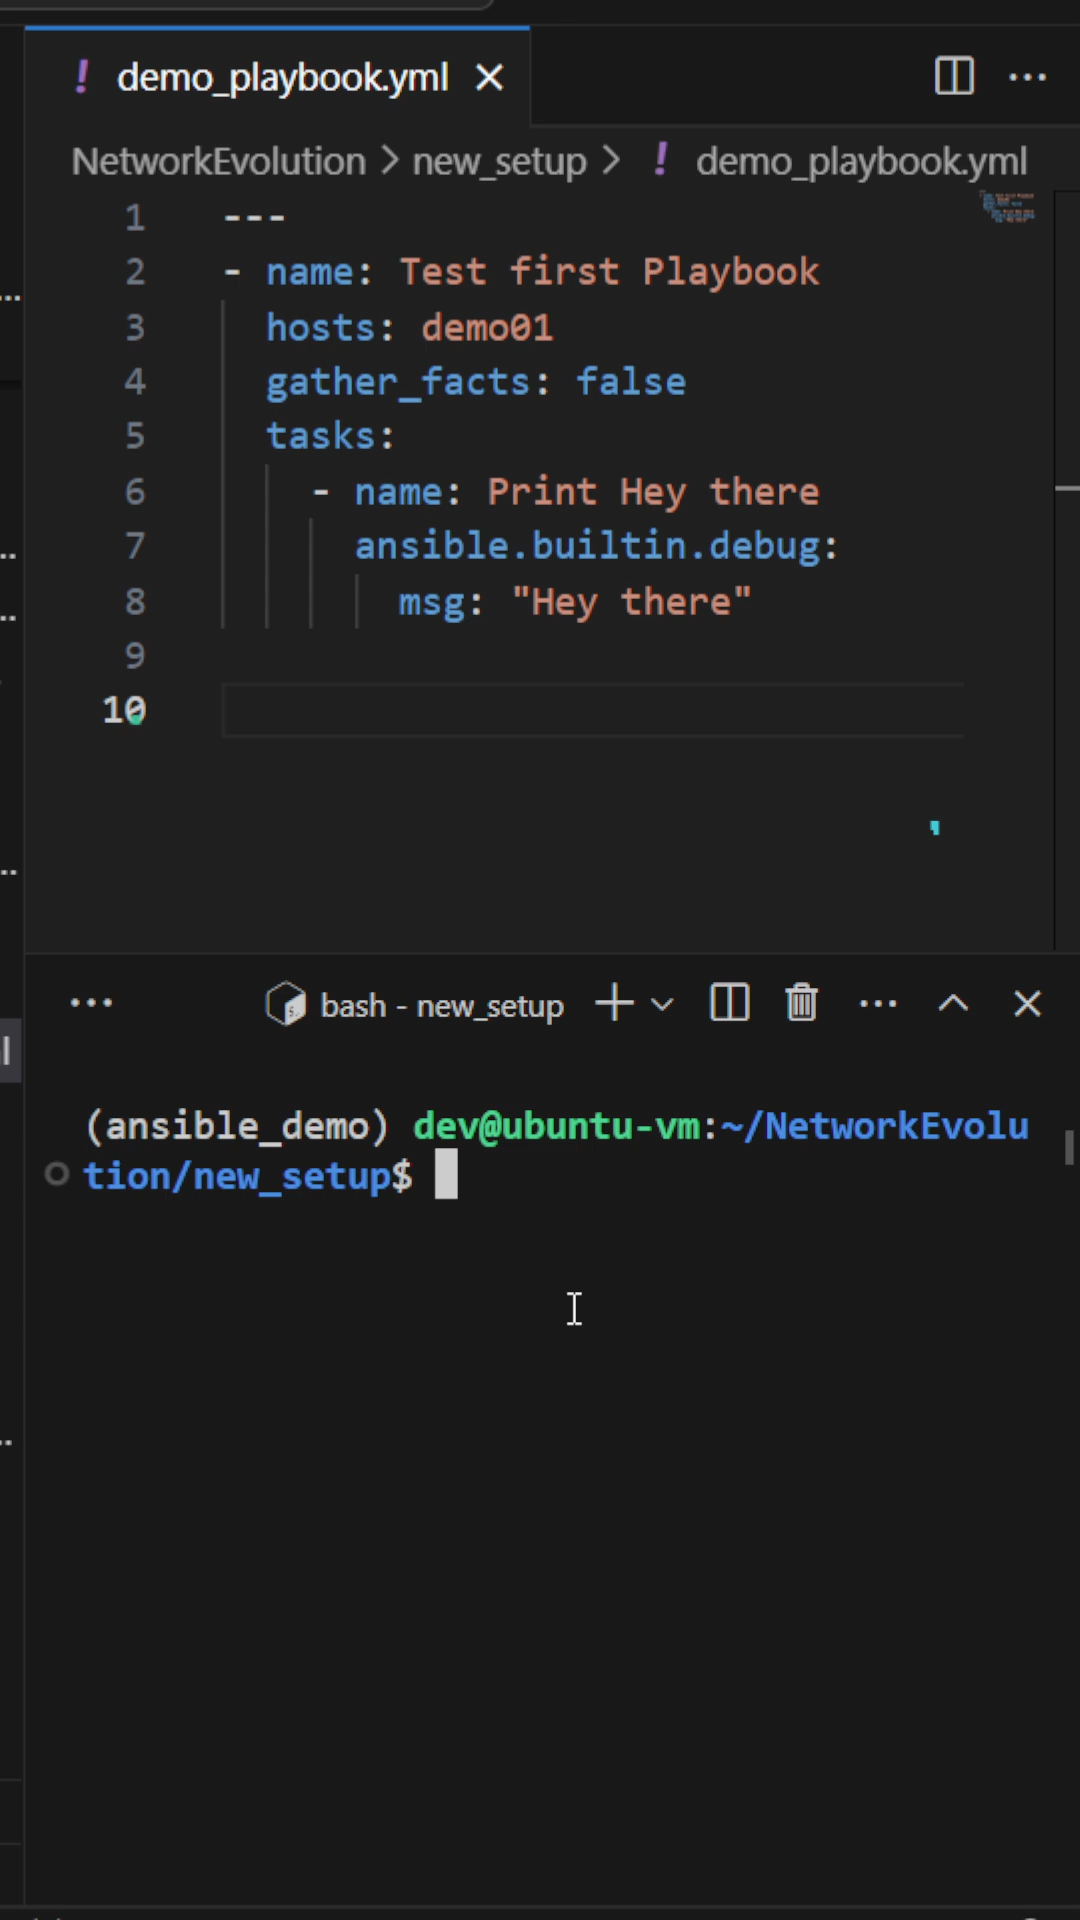 ! demo_playbook.yml
NetworkEvolution > new_setup > ! demo_playbook.yml
1 ---
2 - name: Test first Playbook
3   hosts: demo01
4   gather_facts: false
5   tasks:
6     - name: Print Hey there
7       ansible.builtin.debug:
8         msg: "Hey there"
9
10
bash - new_setup
(ansible_demo) dev@ubuntu-vm:~/NetworkEvolu
tion/new_setup$